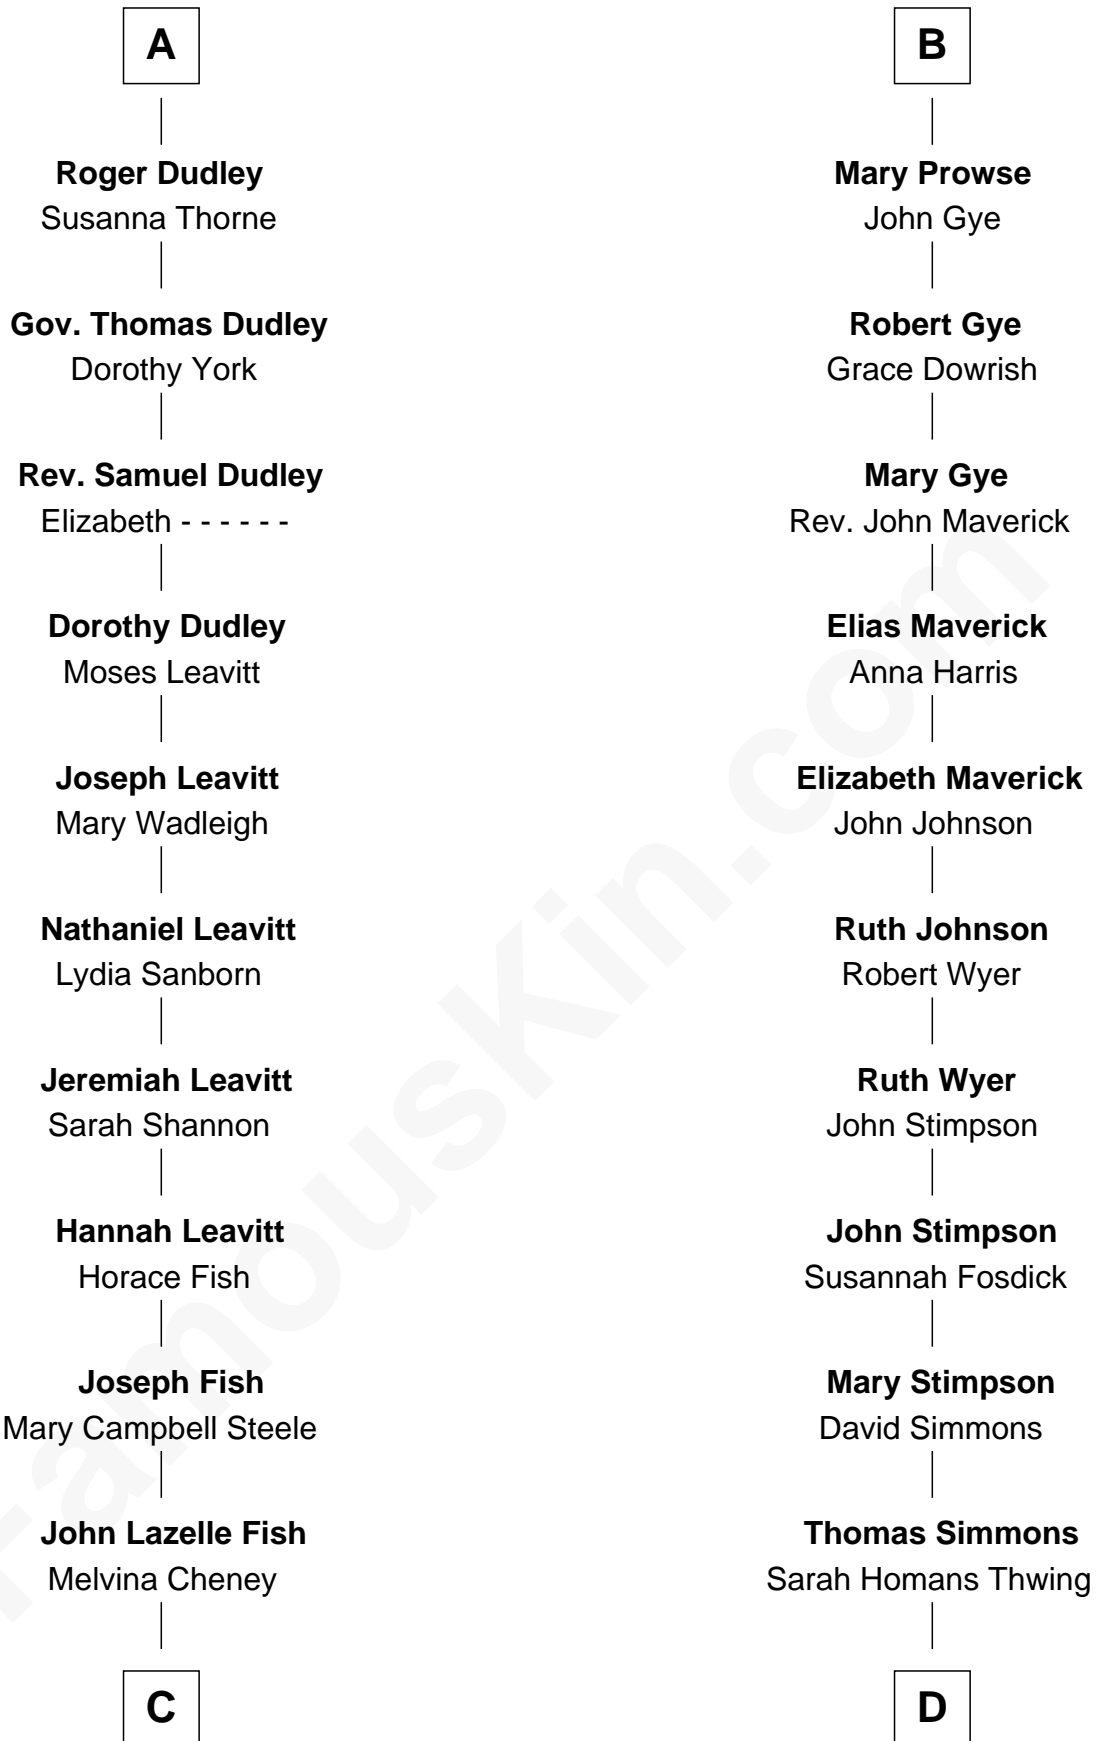 A
Roger Dudley
Susanna Thorne
Gov. Thomas Dudley
Dorothy York
Rev. Samuel Dudley
Elizabeth - - - - - -
Dorothy Dudley
Moses Leavitt
Joseph Leavitt
Mary Wadleigh
Nathaniel Leavitt
Lydia Sanborn
Jeremiah Leavitt
Sarah Shannon
Hannah Leavitt
Horace Fish
Joseph Fish
Mary Campbell Steele
John Lazelle Fish
Melvina Cheney
C
B
Mary Prowse
John Gye
Robert Gye
Grace Dowrish
Mary Gye
Rev. John Maverick
Elias Maverick
Anna Harris
Elizabeth Maverick
John Johnson
Ruth Johnson
Robert Wyer
Ruth Wyer
John Stimpson
John Stimpson
Susannah Fosdick
Mary Stimpson
David Simmons
Thomas Simmons
Sarah Homans Thwing
D
FamousKin.com